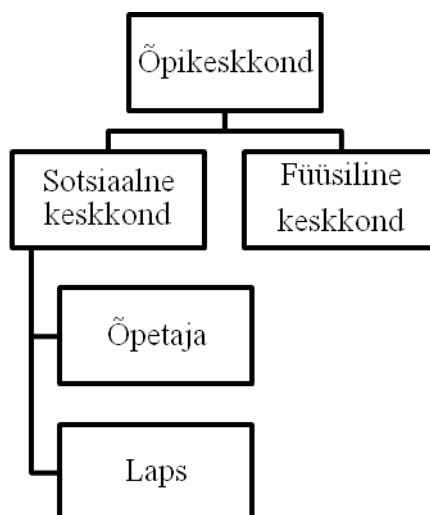 Õpikeskkond
Sotsiaalne
keskkond
Füüsiline
keskkond
Õpetaja
Laps